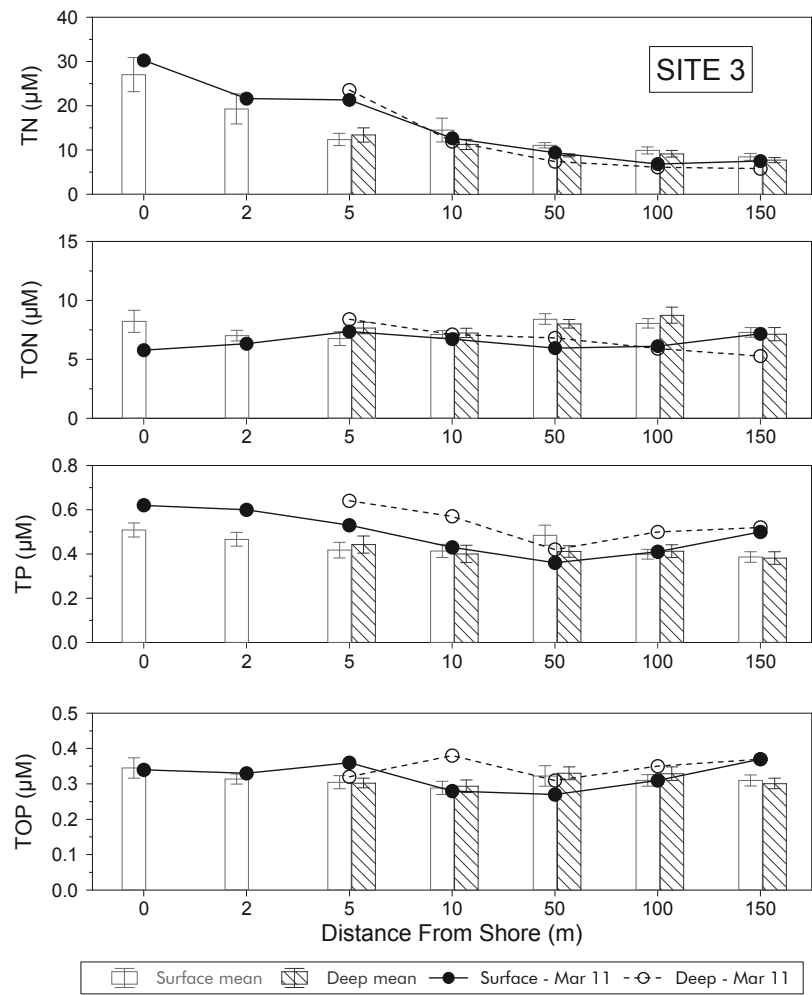 SITE 3
TN (µM)
40
30
20
10
0
0 2 5 10 50 100 150
TON (µM)
15
10
5
0
0 2 5 10 50 100 150
TP (µM)
0.8
0.6
0.4
0.2
0.0
0 2 5 10 50 100 150
TOP (µM)
0.5
0.4
0.3
0.2
0.1
0.0
0 2 5 10 50 100 150
Distance From Shore (m)
Surface mean Deep mean Surface - Mar 11 Deep - Mar 11